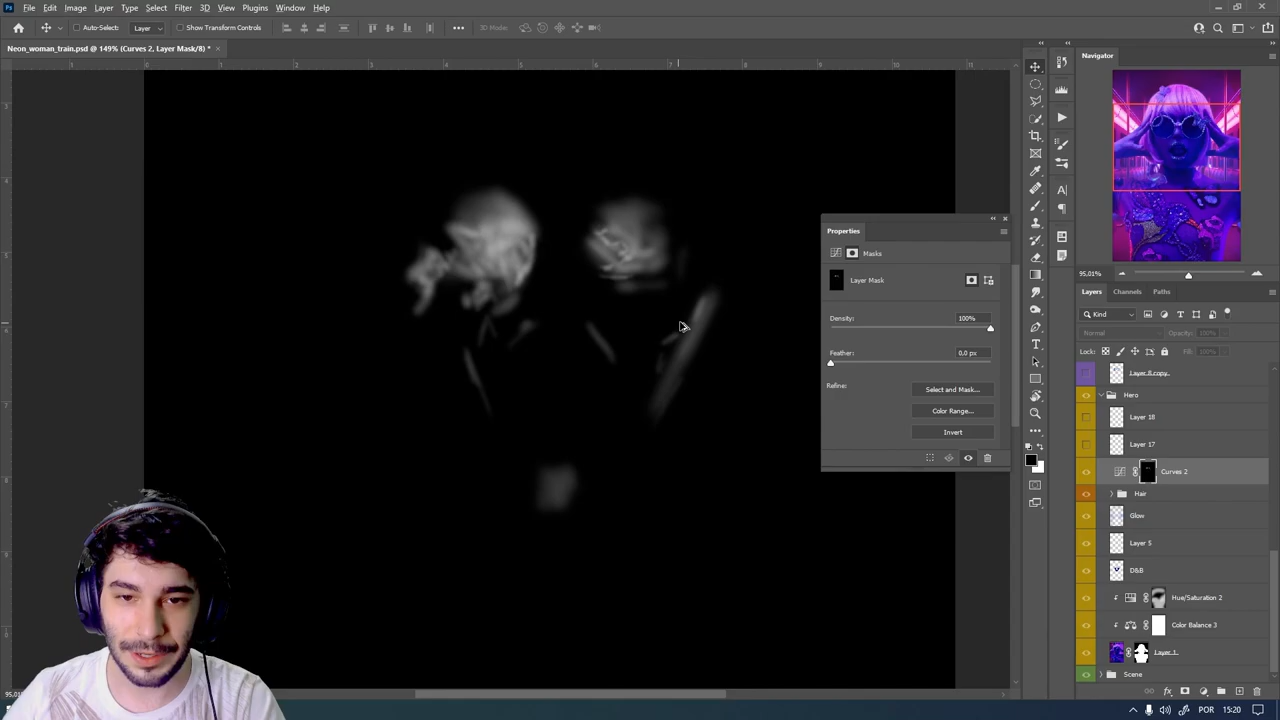 Ps File Edit Image Layer Type Select Filter 3D View Plugins Window Help
Auto-Select: Layer Show Transform Controls 3D Mode:
Neon_woman_train.psd @ 149% (Curves 2, Layer Mask/8) *
Navigator
95,01%
Properties
Masks
Layer Mask
Density: 100%
Feather: 0,0 px
Refine:
Select and Mask...
Color Range...
Invert
Layers Channels Paths
Kind
Normal Opacity: 100%
Lock: Fill: 100%
Layer 8 copy
Hero
Layer 18
Layer 17
Curves 2
Hair
Glow
Layer 5
D&B
Hue/Saturation 2
Color Balance 3
Layer 1
Scene
POR 15:20